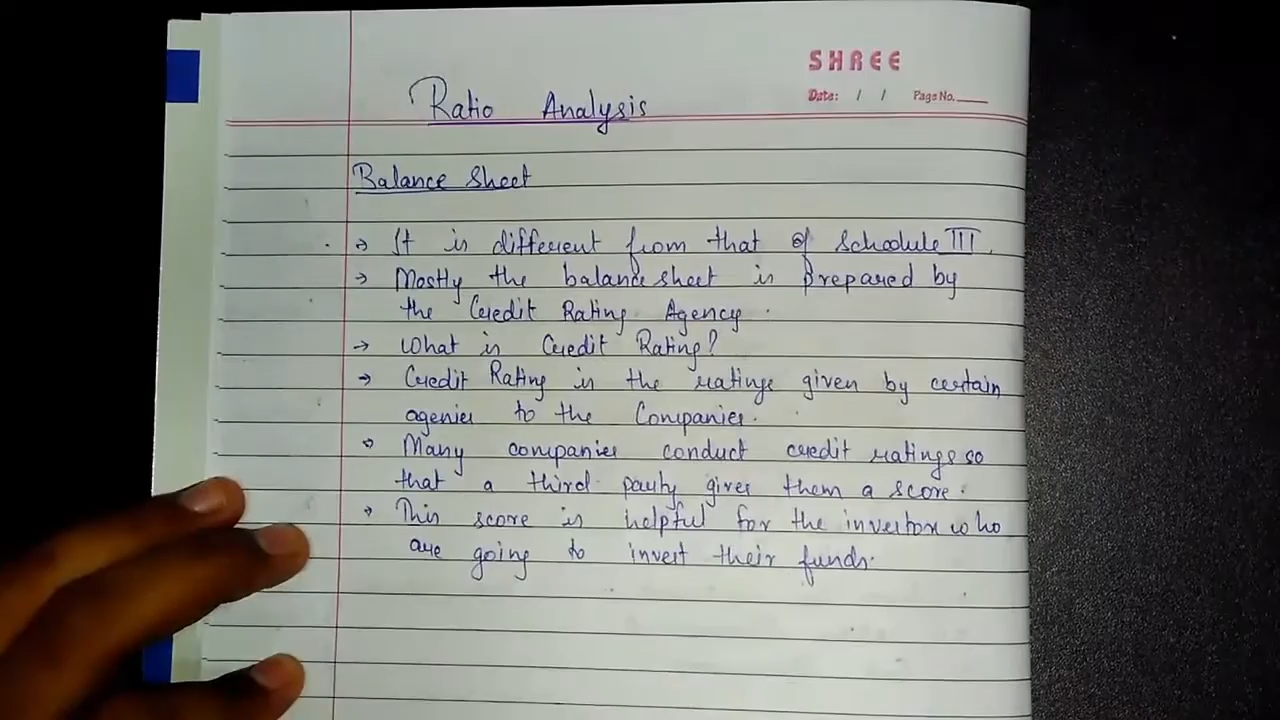 SHREE
Date: / / Page No.
Ratio Analysis
Balance Sheet
→ It is different from that of Schedule III.
→ Mostly the balance sheet is prepared by
the Credit Rating Agency.
→ What is Credit Rating?
→ Credit Rating is the ratings given by certain
agenies to the Companies.
→ Many companies conduct credit ratings so
that a third party gives them a score.
→ This score is helpful for the investor who
are going to invest their funds.